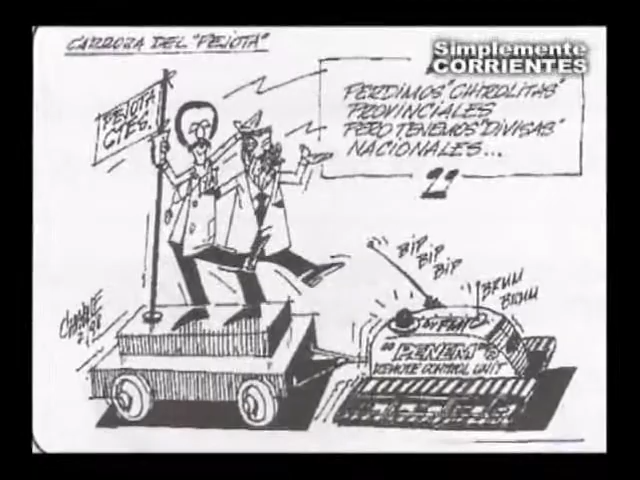 CARROZA DEL "PEJOTA"
Simplemente
CORRIENTES
PERDIMOS "CHIROLITAS"
PROVINCIALES
PERO TENEMOS "DIVISAS"
NACIONALES...
PEJOTA
CTES.
BIP
BIP
BIP
BRUM
BRUM
REMOTE CONTROL UNIT